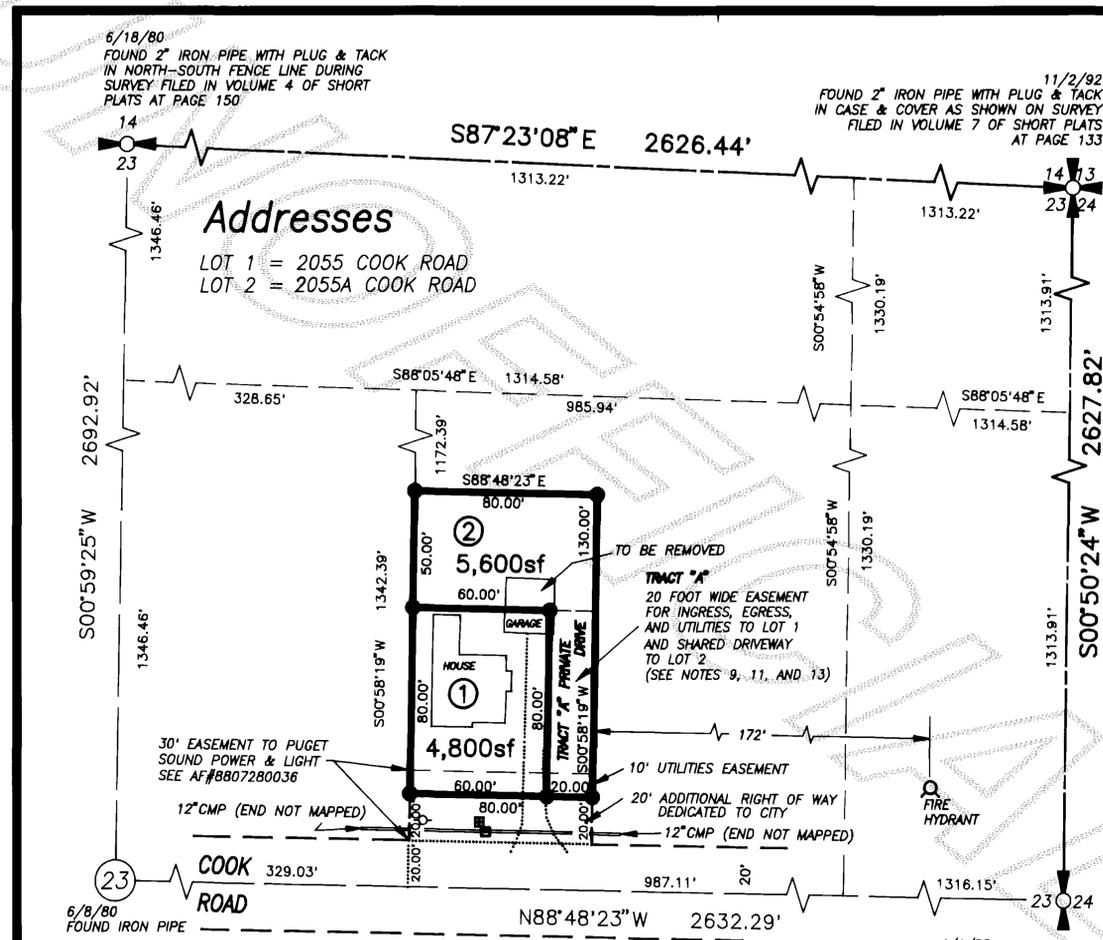 6/18/80
FOUND 2" IRON PIPE WITH PLUG & TACK
IN NORTH-SOUTH FENCE LINE DURING
SURVEY FILED IN VOLUME 4 OF SHORT
PLATS AT PAGE 150
11/2/92
FOUND 2" IRON PIPE WITH PLUG & TACK
IN CASE & COVER AS SHOWN ON SURVEY
FILED IN VOLUME 7 OF SHORT PLATS
AT PAGE 133
14
23
S87°23'08" E 2626.44'
1313.22'
1313.22'
14 13
23 24
1346.46'
Addresses
LOT 1 = 2055 COOK ROAD
LOT 2 = 2055A COOK ROAD
S00°54'58" W
1330.19'
1313.91'
2692.92'
S00°59'25" W
S88°05'48" E 1314.58'
328.65'
985.94'
S88°05'48" E
1314.58'
2627.82'
S00°50'24" W
1172.39'
S88°48'23" E
80.00'
②
5,600sf
50.00'
130.00'
1342.39'
60.00'
GARAGE
TO BE REMOVED
TRACT "A"
20 FOOT WIDE EASEMENT
FOR INGRESS, EGRESS,
AND UTILITIES TO LOT 1
AND SHARED DRIVEWAY
TO LOT 2
(SEE NOTES 9, 11, AND 13)
S00°54'58" W
1330.19'
1313.91'
1346.46'
S00°58'19" W
HOUSE
①
80.00'
80.00'
4,800sf
TRACT "A" PRIVATE DRIVE
S00°58'19" W
172'
30' EASEMENT TO PUGET
SOUND POWER & LIGHT
SEE AF#8807280036
10' UTILITIES EASEMENT
60.00'
20.00'
80.00'
20' ADDITIONAL RIGHT OF WAY
DEDICATED TO CITY
FIRE
HYDRANT
12"CMP (END NOT MAPPED)
20.00'
20.00'
12"CMP (END NOT MAPPED)
20.00'
20'
23
COOK
ROAD
329.03'
987.11'
1316.15'
23 24
6/8/80
FOUND IRON PIPE
N88°48'23" W 2632.29'